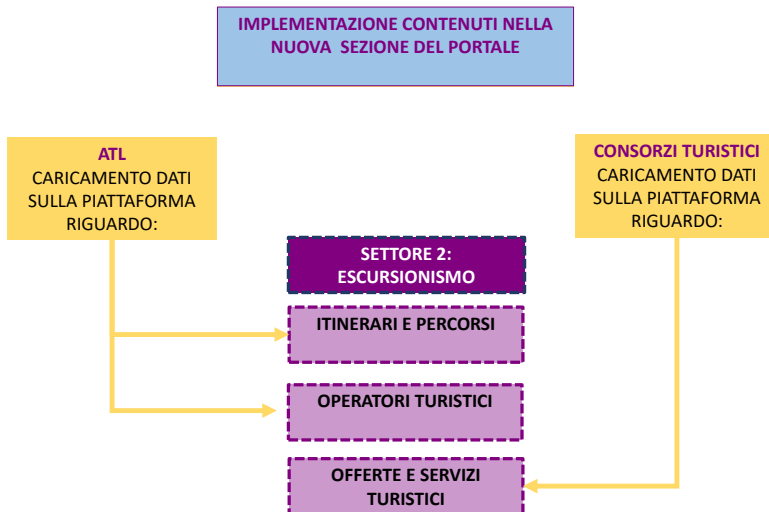 IMPLEMENTAZIONE CONTENUTI NELLA
NUOVA SEZIONE DEL PORTALE
ATL
CARICAMENTO DATI
SULLA PIATTAFORMA
RIGUARDO:
CONSORZI TURISTICI
CARICAMENTO DATI
SULLA PIATTAFORMA
RIGUARDO:
SETTORE 2:
ESCURSIONISMO
ITINERARI E PERCORSI
OPERATORI TURISTICI
OFFERTE E SERVIZI
TURISTICI